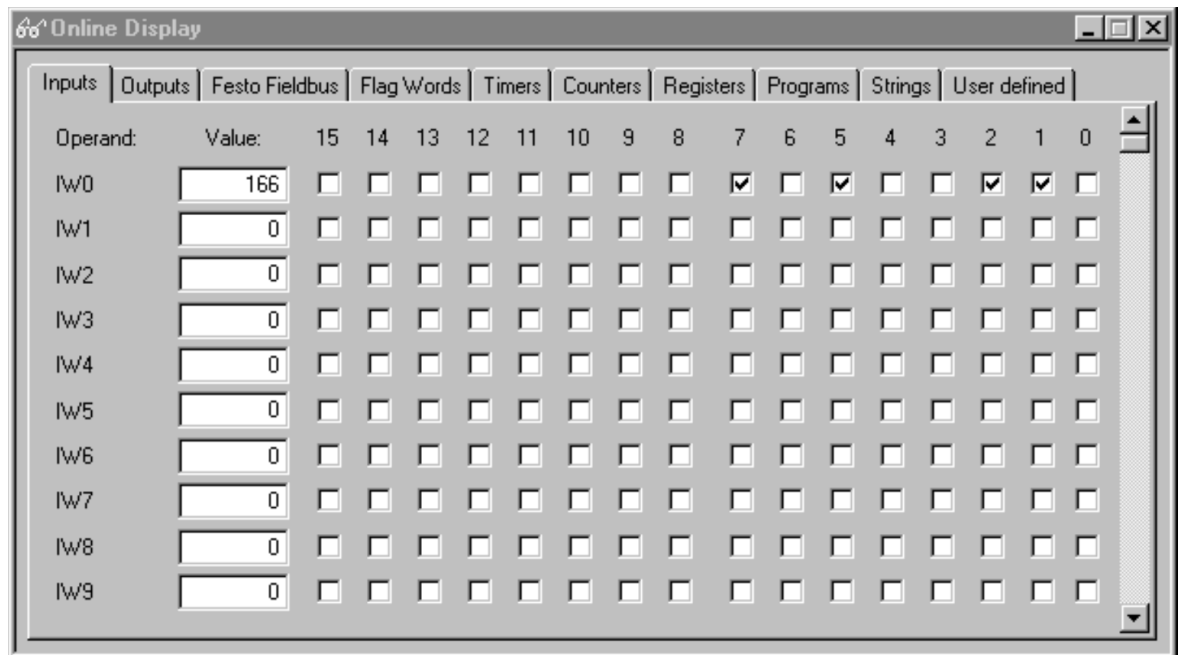 Online Display
Inputs Outputs Festo Fieldbus Flag Words Timers Counters Registers Programs Strings User defined
Operand: Value: 15 14 13 12 11 10 9 8 7 6 5 4 3 2 1 0
IW0 166
IW1 0
IW2 0
IW3 0
IW4 0
IW5 0
IW6 0
IW7 0
IW8 0
IW9 0